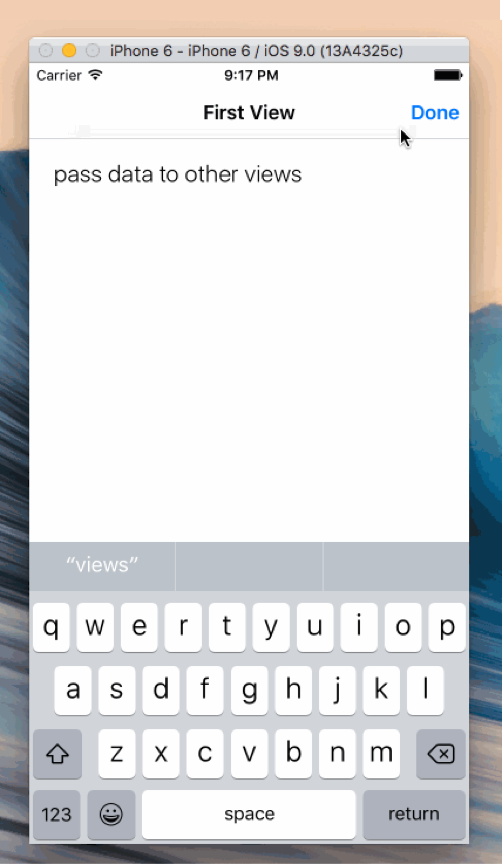 iPhone 6 - iPhone 6 / iOS 9.0 (13A4325c)
Carrier 9:17 PM
First View Done
pass data to other views
“views”
q w e r t y u i o p
a s d f g h j k l
z x c v b n m
123 space return